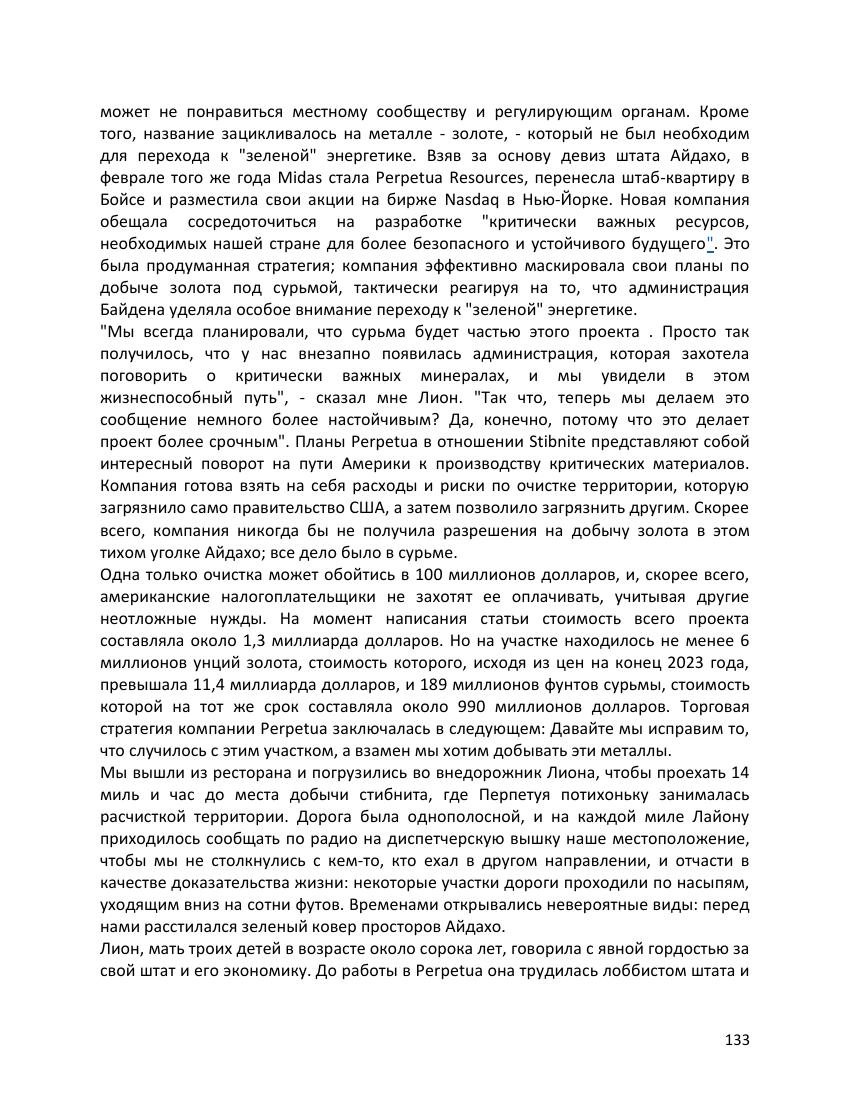 может не понравиться местному сообществу и регулирующим органам. Кроме
того, название зацикливалось на металле - золоте, - который не был необходим
для перехода к "зеленой" энергетике. Взяв за основу девиз штата Айдахо, в
феврале того же года Midas стала Perpetua Resources, перенесла штаб-квартиру в
Бойсе и разместила свои акции на бирже Nasdaq в Нью-Йорке. Новая компания
обещала сосредоточиться на разработке "критически важных ресурсов,
необходимых нашей стране для более безопасного и устойчивого будущего". Это
была продуманная стратегия; компания эффективно маскировала свои планы по
добыче золота под сурьмой, тактически реагируя на то, что администрация
Байдена уделяла особое внимание переходу к "зеленой" энергетике.
"Мы всегда планировали, что сурьма будет частью этого проекта . Просто так
получилось, что у нас внезапно появилась администрация, которая захотела
поговорить о критически важных минералах, и мы увидели в этом
жизнеспособный путь", - сказал мне Лион. "Так что, теперь мы делаем это
сообщение немного более настойчивым? Да, конечно, потому что это делает
проект более срочным". Планы Perpetua в отношении Stibnite представляют собой
интересный поворот на пути Америки к производству критических материалов.
Компания готова взять на себя расходы и риски по очистке территории, которую
загрязнило само правительство США, а затем позволило загрязнить другим. Скорее
всего, компания никогда бы не получила разрешения на добычу золота в этом
тихом уголке Айдахо; все дело было в сурьме.
Одна только очистка может обойтись в 100 миллионов долларов, и, скорее всего,
американские налогоплательщики не захотят ее оплачивать, учитывая другие
неотложные нужды. На момент написания статьи стоимость всего проекта
составляла около 1,3 миллиарда долларов. Но на участке находилось не менее 6
миллионов унций золота, стоимость которого, исходя из цен на конец 2023 года,
превышала 11,4 миллиарда долларов, и 189 миллионов фунтов сурьмы, стоимость
которой на тот же срок составляла около 990 миллионов долларов. Торговая
стратегия компании Perpetua заключалась в следующем: Давайте мы исправим то,
что случилось с этим участком, а взамен мы хотим добывать эти металлы.
Мы вышли из ресторана и погрузились во внедорожник Лиона, чтобы проехать 14
миль и час до места добычи стибнита, где Перпетуя потихоньку занималась
расчисткой территории. Дорога была однополосной, и на каждой миле Лайону
приходилось сообщать по радио на диспетчерскую вышку наше местоположение,
чтобы мы не столкнулись с кем-то, кто ехал в другом направлении, и отчасти в
качестве доказательства жизни: некоторые участки дороги проходили по насыпям,
уходящим вниз на сотни футов. Временами открывались невероятные виды: перед
нами расстилался зеленый ковер просторов Айдахо.
Лион, мать троих детей в возрасте около сорока лет, говорила с явной гордостью за
свой штат и его экономику. До работы в Perpetua она трудилась лоббистом штата и
133